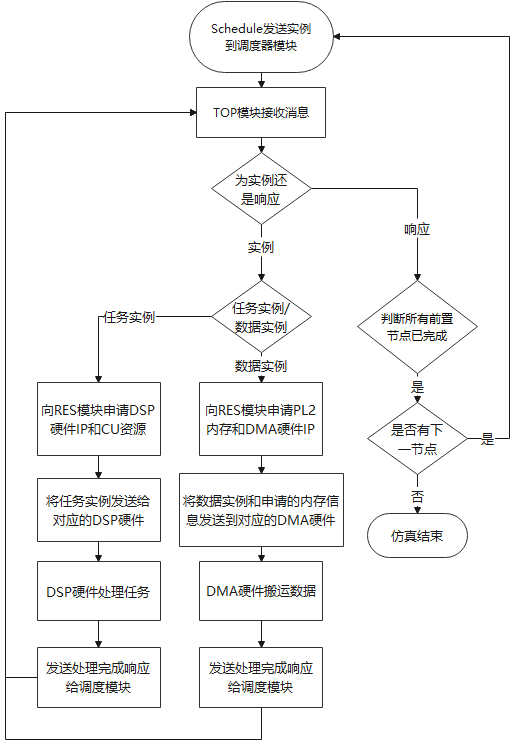 Schedule发送实例
到调度器模块
TOP模块接收消息
为实例还
是响应
响应
实例
任务实例/
数据实例
任务实例
数据实例
判断所有前置
节点已完成
是
向RES模块申请DSP
硬件IP和CU资源
向RES模块申请PL2
内存和DMA硬件IP
是否有下
一节点
是
否
将任务实例发送给
对应的DSP硬件
将数据实例和申请的内存信
息发送到对应的DMA硬件
仿真结束
DSP硬件处理任务
DMA硬件搬运数据
发送处理完成响应
给调度模块
发送处理完成响应
给调度模块